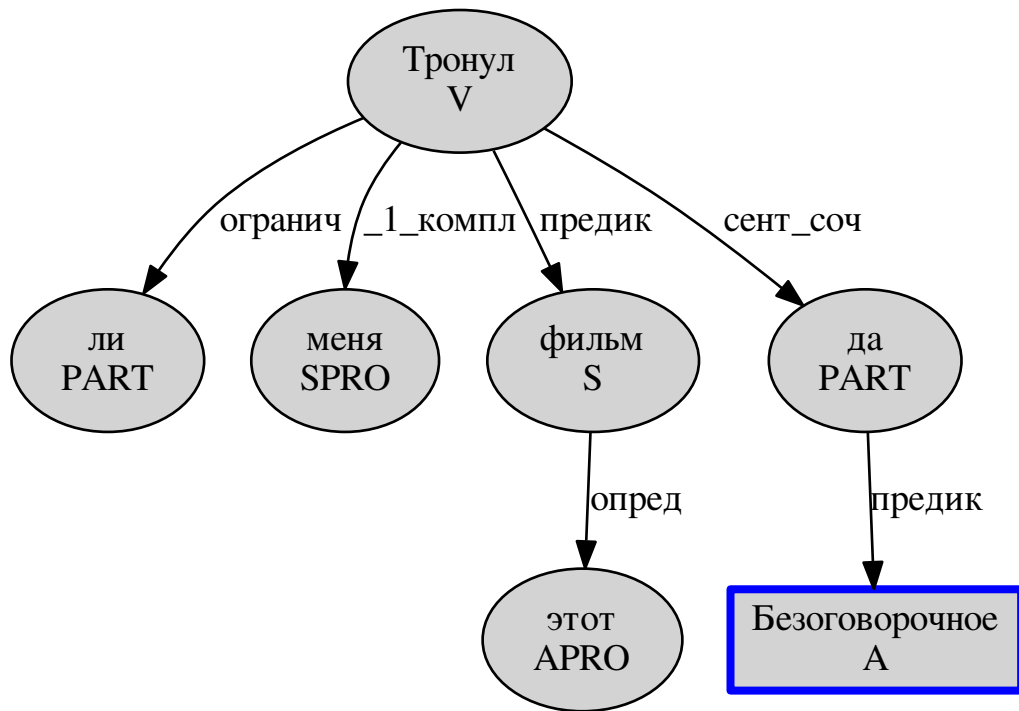 Тронул
V
огранич
_1_компл
предик
сент_соч
ли
PART
меня
SPRO
фильм
S
да
PART
опред
предик
этот
APRO
Безоговорочное
A